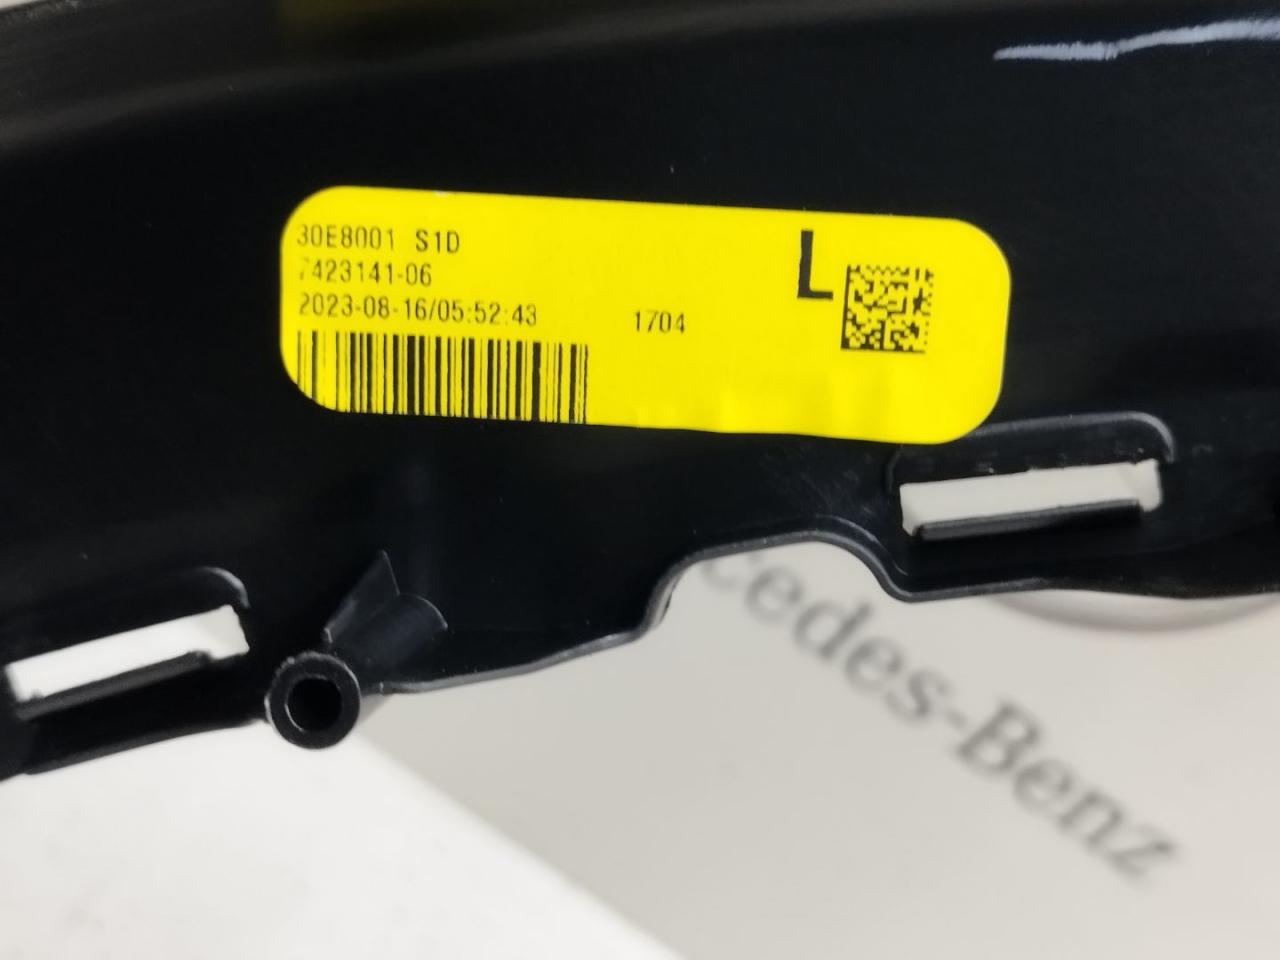 30E8001 S1D
7423141-06
2023-08-16/05:52:43
1704
L
cedes-Benz